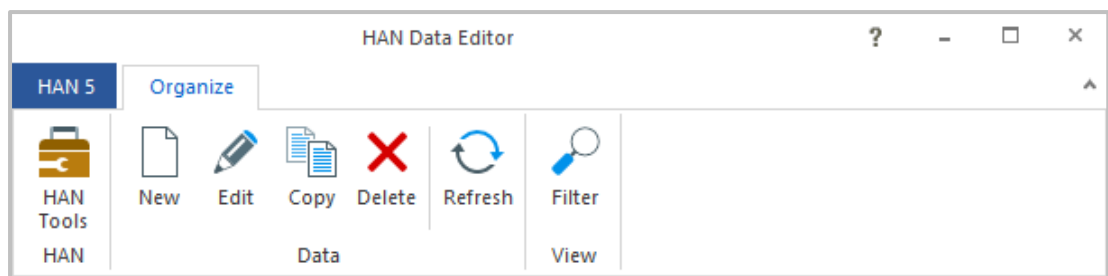 HAN Data Editor ?
HAN 5 Organize
HAN Tools New Edit Copy Delete Refresh Filter
HAN Data View